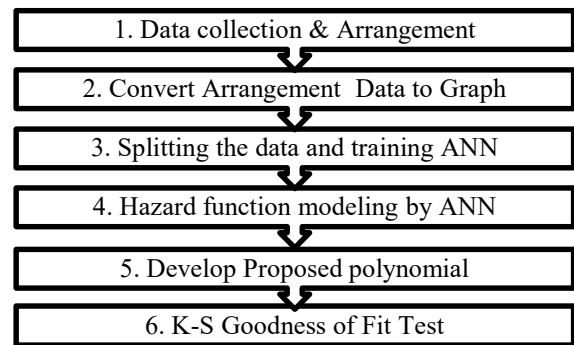 1. Data collection & Arrangement
2. Convert Arrangement Data to Graph
3. Splitting the data and training ANN
4. Hazard function modeling by ANN
5. Develop Proposed polynomial
6. K-S Goodness of Fit Test